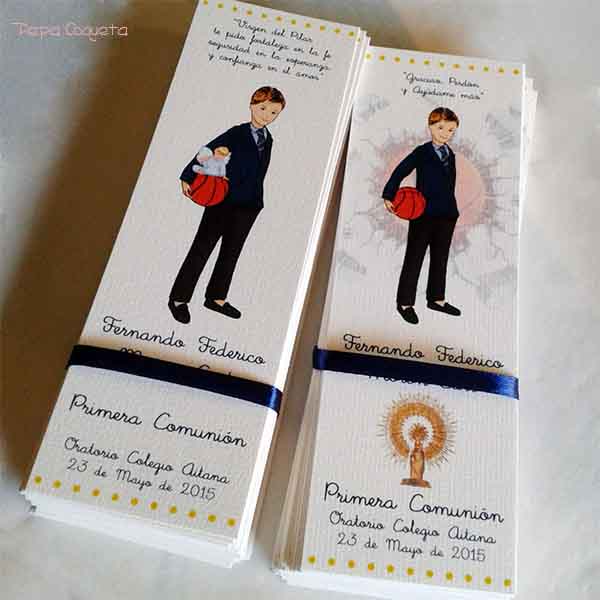 Pepa Coqueta
"Virgen del Pilar
te pido fortaleza en la fe
seguridad en la esperanza
y confianza en el amor"
Fernando Federico
Primera Comunión
Oratorio Colegio Aitana
23 de Mayo de 2015
"Gracias, Perdón
y Ayúdame más"
Fernando Federico
Primera Comunión
Oratorio Colegio Aitana
23 de Mayo de 2015